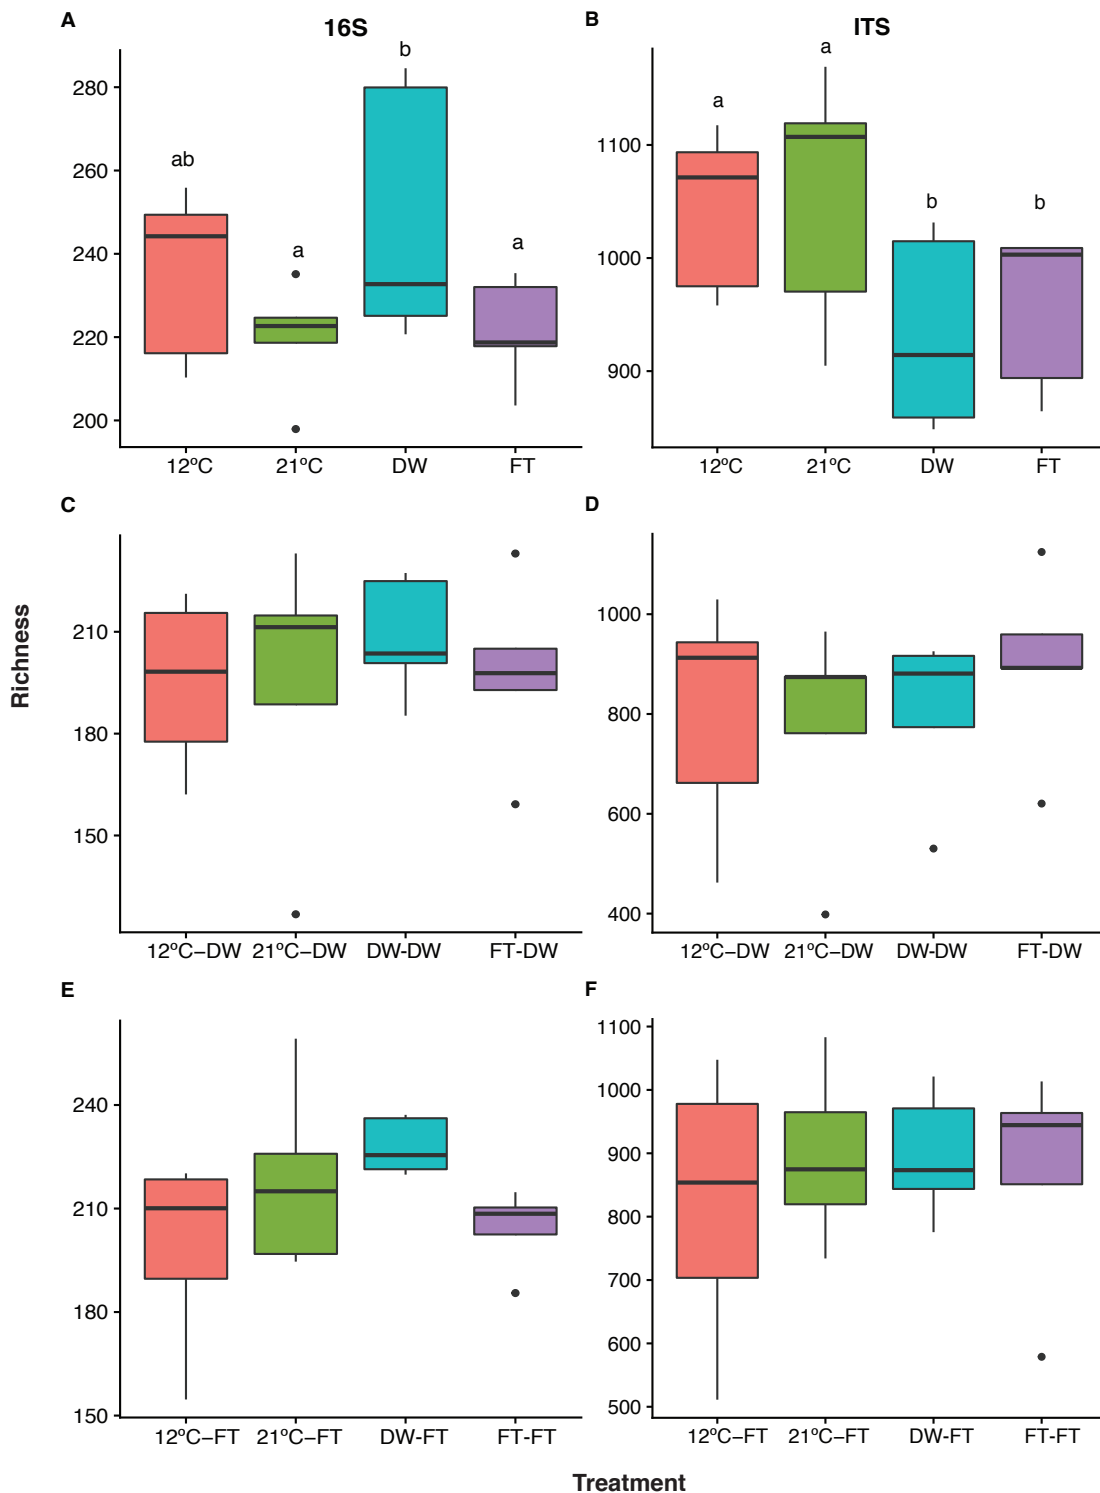 A
16S
280
260
240
220
200
ab
a
b
a
12ºC
21ºC
DW
FT
B
ITS
1100
1000
900
a
a
b
b
12ºC
21ºC
DW
FT
C
210
180
150
12ºC–DW
21ºC–DW
DW-DW
FT-DW
D
1000
800
600
400
12ºC–DW
21ºC–DW
DW-DW
FT-DW
Richness
E
240
210
180
150
12ºC–FT
21ºC–FT
DW-FT
FT-FT
F
1100
1000
900
800
700
600
500
12ºC–FT
21ºC–FT
DW-FT
FT-FT
Treatment